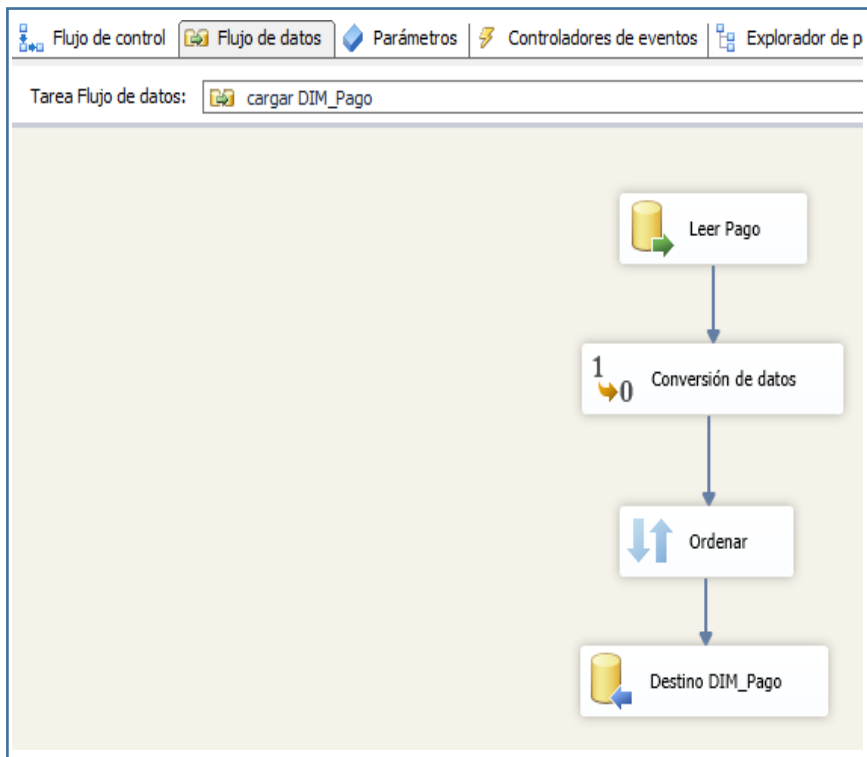 Flujo de control Flujo de datos Parámetros Controladores de eventos Explorador de p
Tarea Flujo de datos: cargar DIM_Pago
Leer Pago
1
0 Conversión de datos
Ordenar
Destino DIM_Pago